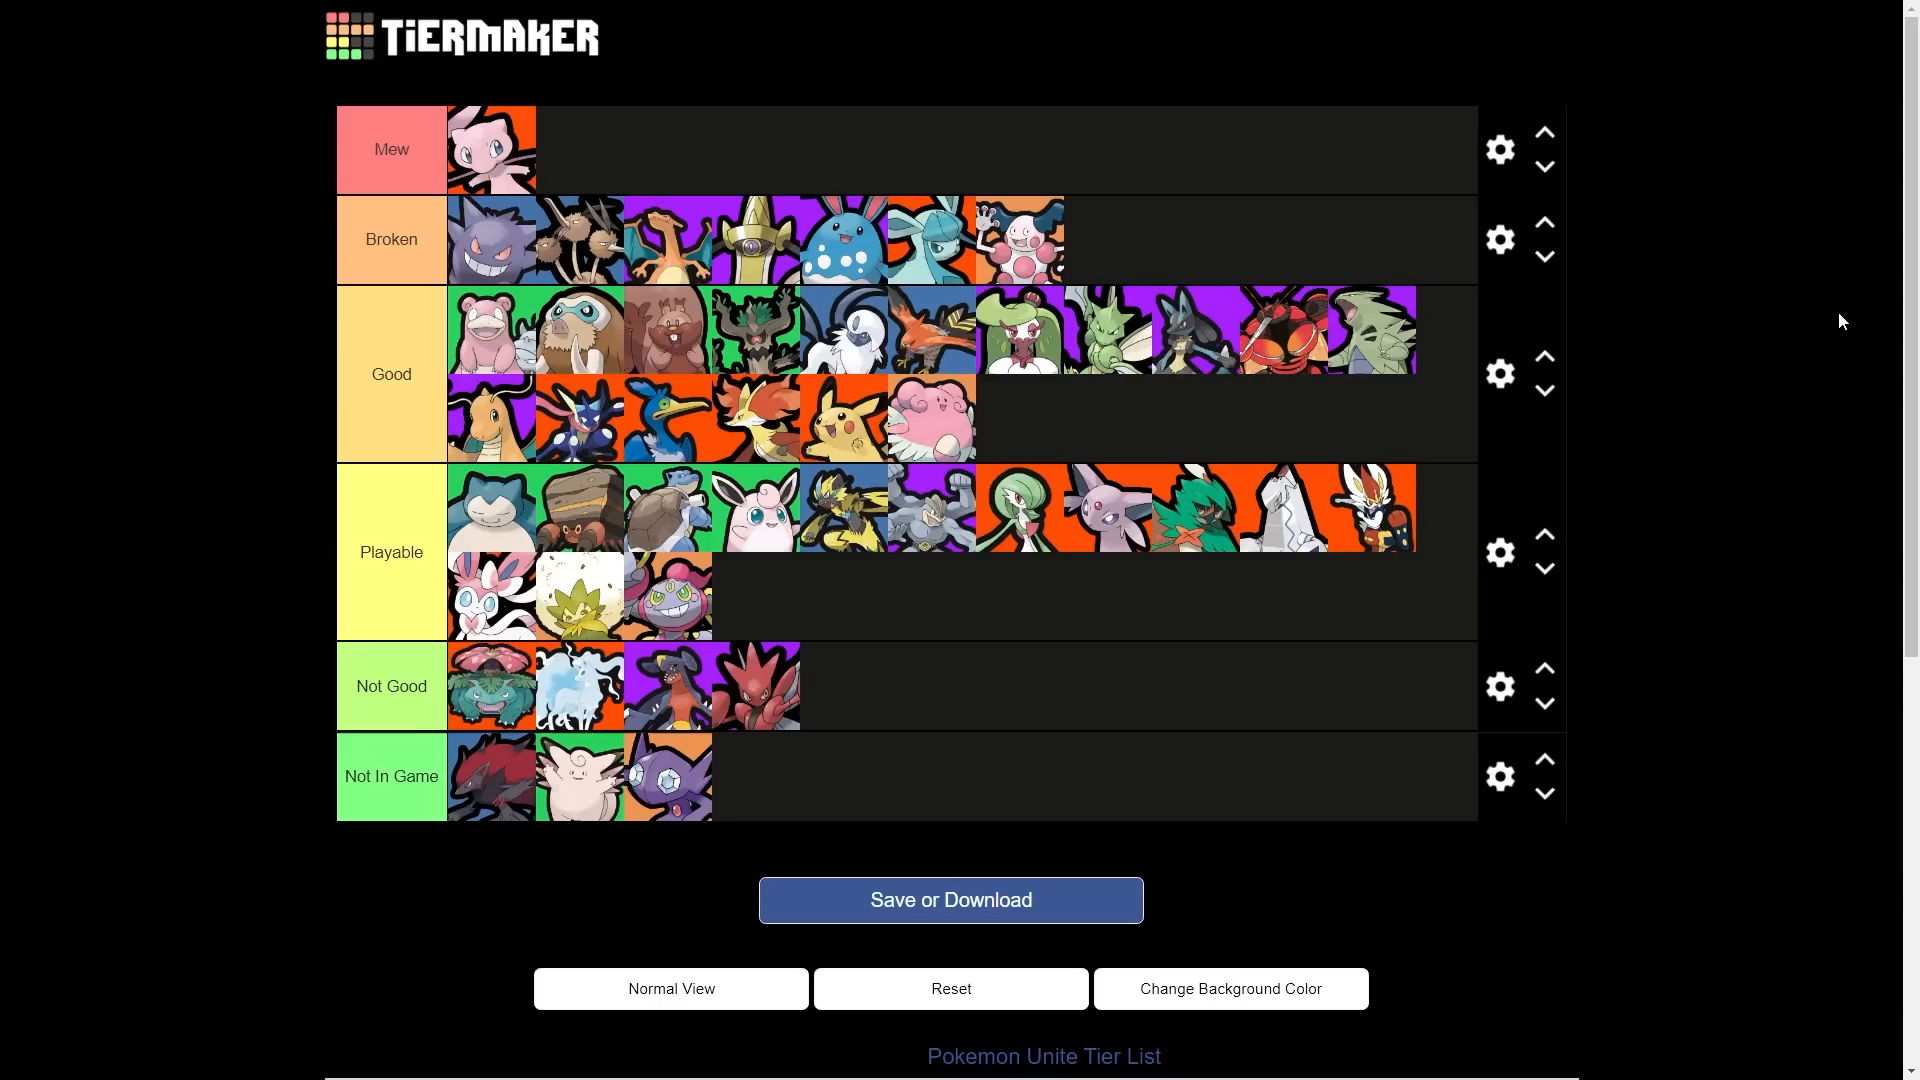 TiERMAKER
Mew
Broken
Good
Playable
Not Good
Not In Game
Save or Download
Normal View
Reset
Change Background Color
Pokemon Unite Tier List